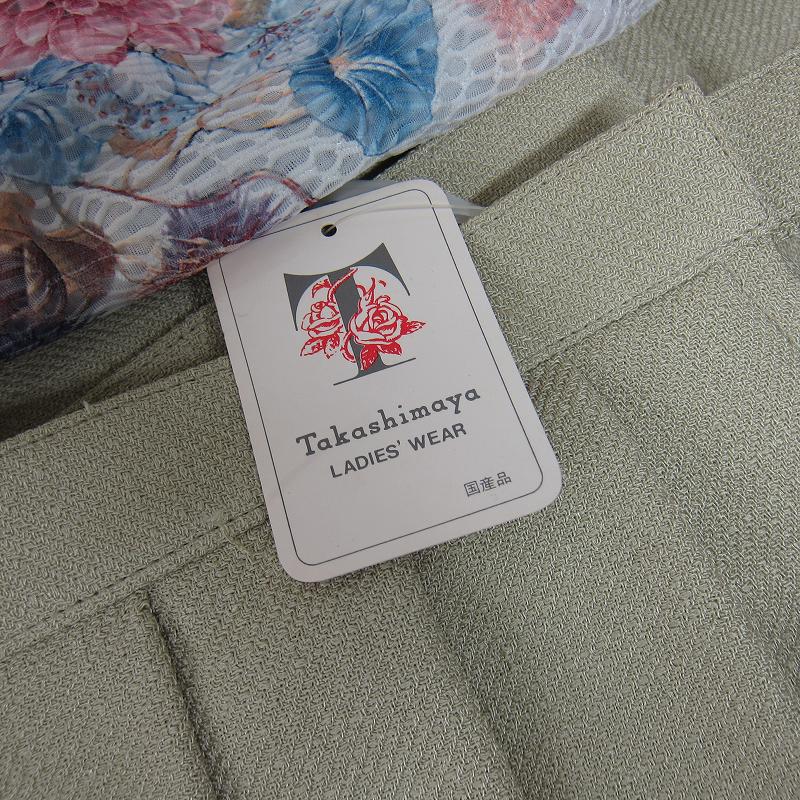 T
Takashimaya
LADIES' WEAR
国産品